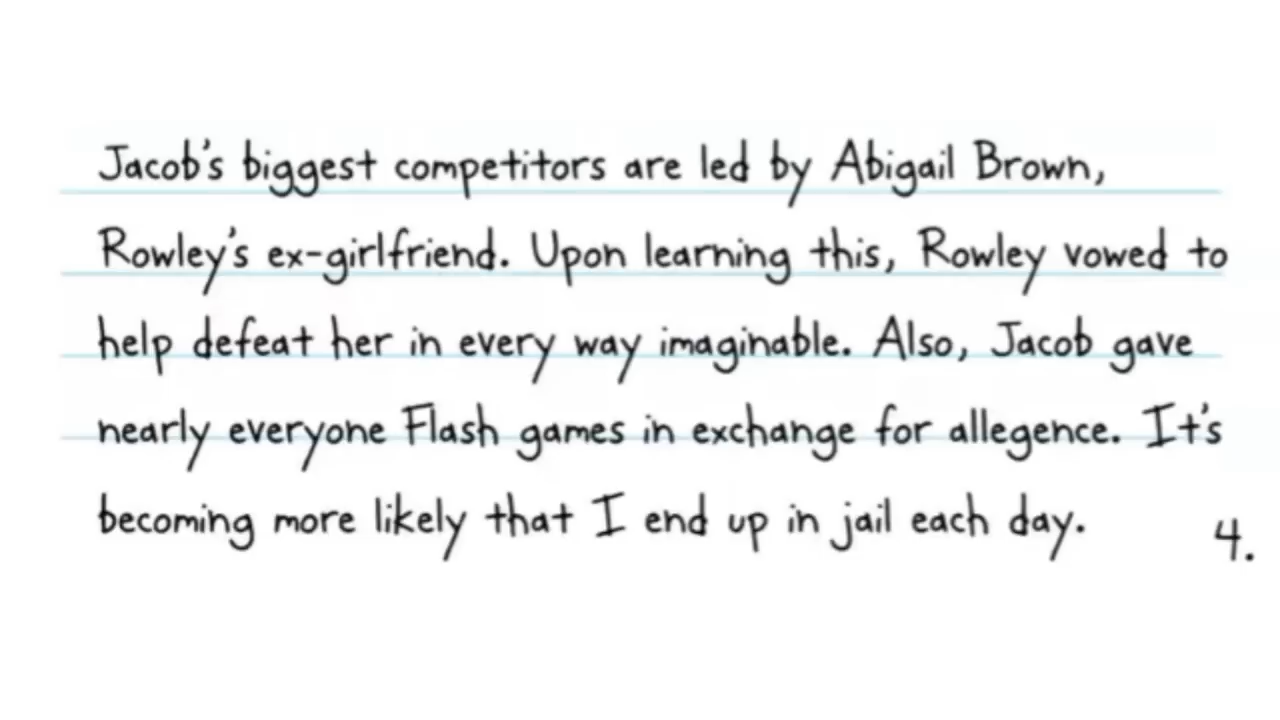 Jacob's biggest competitors are led by Abigail Brown,
Rowley's ex-girlfriend. Upon learning this, Rowley vowed to
help defeat her in every way imaginable. Also, Jacob gave
nearly everyone Flash games in exchange for allegence. It's
becoming more likely that I end up in jail each day.
4.